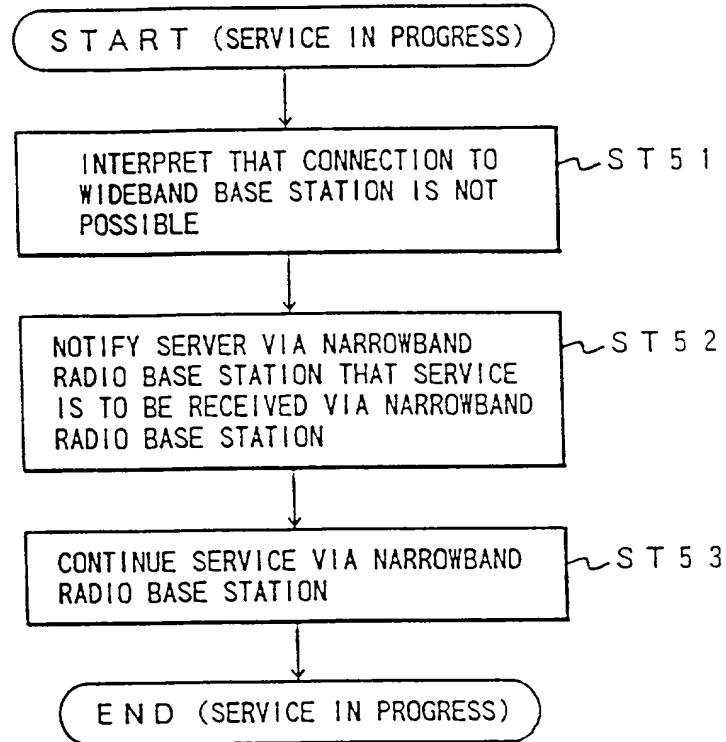 START (SERVICE IN PROGRESS)
INTERPRET THAT CONNECTION TO
WIDEBAND BASE STATION IS NOT
POSSIBLE
ST51
NOTIFY SERVER VIA NARROWBAND
RADIO BASE STATION THAT SERVICE
IS TO BE RECEIVED VIA NARROWBAND
RADIO BASE STATION
ST52
CONTINUE SERVICE VIA NARROWBAND
RADIO BASE STATION
ST53
END (SERVICE IN PROGRESS)